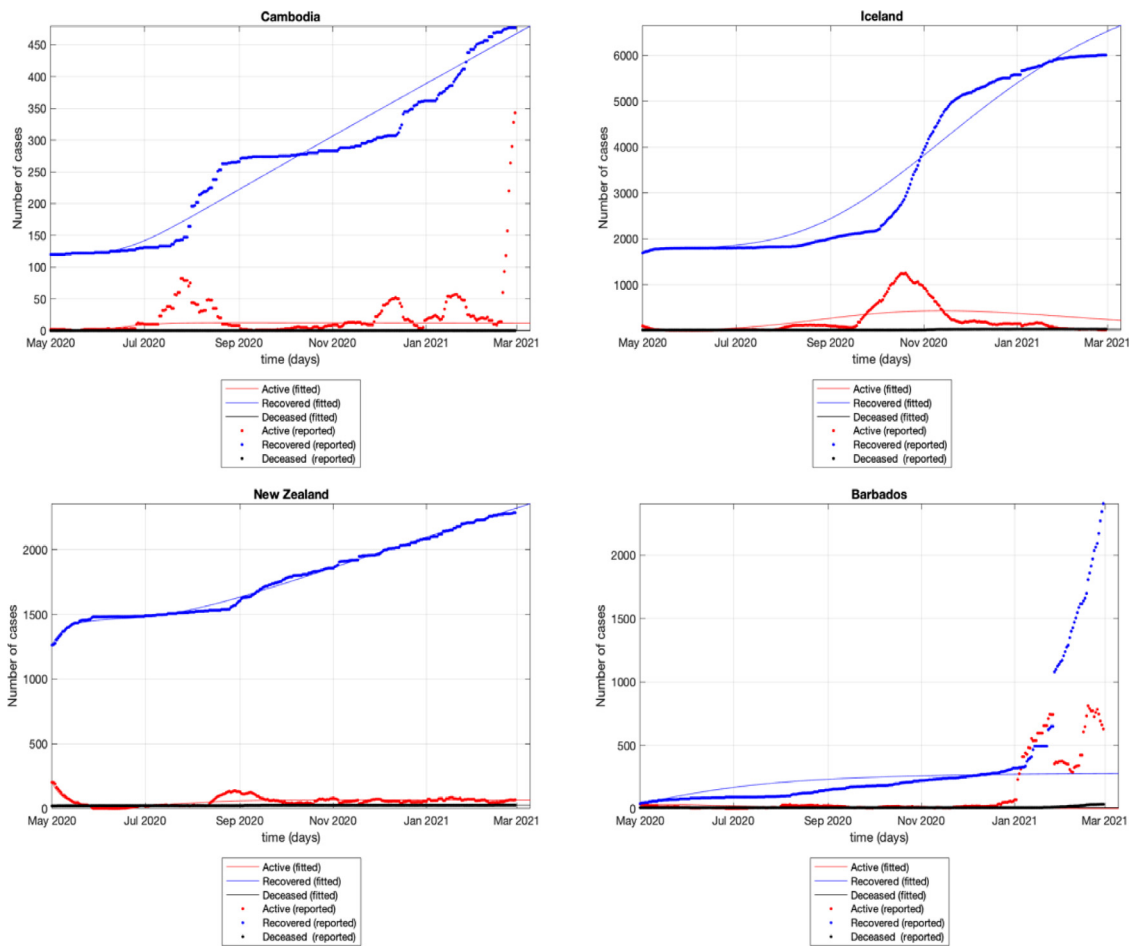 Cambodia
Number of cases
450
400
350
300
250
200
150
100
50
0
May 2020 Jul 2020 Sep 2020 Nov 2020 Jan 2021 Mar 2021
time (days)
Active (fitted)
Recovered (fitted)
Deceased (fitted)
Active (reported)
Recovered (reported)
Deceased (reported)
Iceland
Number of cases
6000
5000
4000
3000
2000
1000
0
May 2020 Jul 2020 Sep 2020 Nov 2020 Jan 2021 Mar 2021
time (days)
Active (fitted)
Recovered (fitted)
Deceased (fitted)
Active (reported)
Recovered (reported)
Deceased (reported)
New Zealand
Number of cases
2000
1500
1000
500
0
May 2020 Jul 2020 Sep 2020 Nov 2020 Jan 2021 Mar 2021
time (days)
Active (fitted)
Recovered (fitted)
Deceased (fitted)
Active (reported)
Recovered (reported)
Deceased (reported)
Barbados
Number of cases
2000
1500
1000
500
0
May 2020 Jul 2020 Sep 2020 Nov 2020 Jan 2021 Mar 2021
time (days)
Active (fitted)
Recovered (fitted)
Deceased (fitted)
Active (reported)
Recovered (reported)
Deceased (reported)